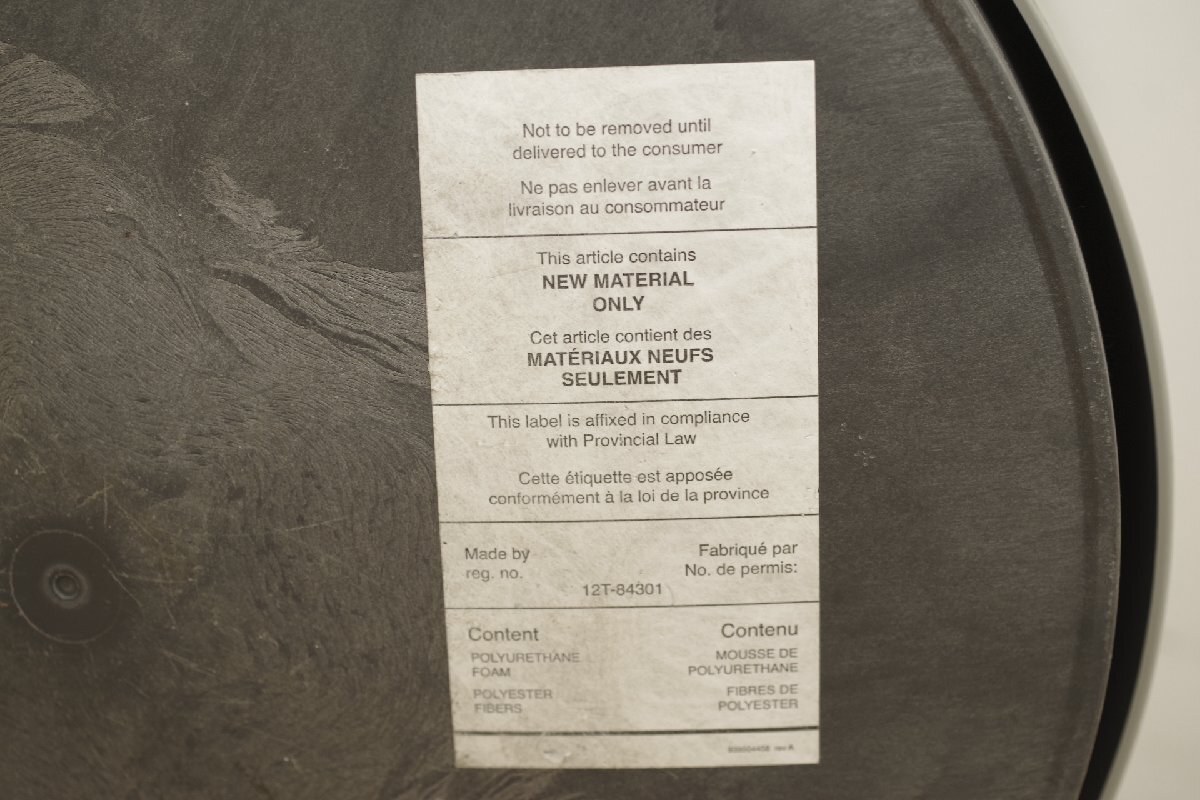 Not to be removed until
delivered to the consumer
Ne pas enlever avant la
livraison au consommateur
This article contains
NEW MATERIAL
ONLY
Cet article contient des
MATÉRIAUX NEUFS
SEULEMENT
This label is affixed in compliance
with Provincial Law
Cette étiquette est apposée
conformément à la loi de la province
Made by
reg. no.
Fabriqué par
No. de permis:
12T-84301
Content
POLYURETHANE
FOAM
POLYESTER
FIBERS
Contenu
MOUSSE DE
POLYURETHANE
FIBRES DE
POLYESTER
rev A